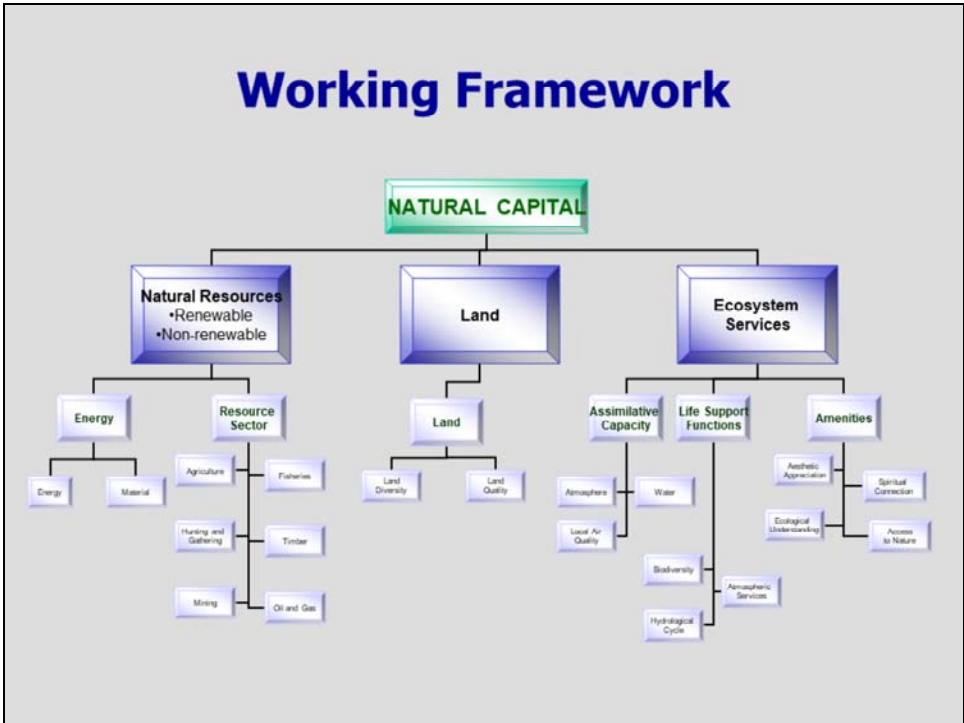 Working Framework
NATURAL CAPITAL
Natural Resources
•Renewable
•Non-renewable
Land
Ecosystem
Services
Energy
Resource
Sector
Land
Assimilative
Capacity
Life Support
Functions
Amenities
Energy
Material
Agriculture
Fisheries
Hunting and
Gathering
Timber
Mining
Oil and Gas
Land
Diversity
Land
Quality
Atmosphere
Water
Local Air
Quality
Biodiversity
Atmospheric
Services
Hydrological
Cycle
Aesthetic
Appreciation
Spiritual
Connection
Ecological
Understanding
Access
to Nature